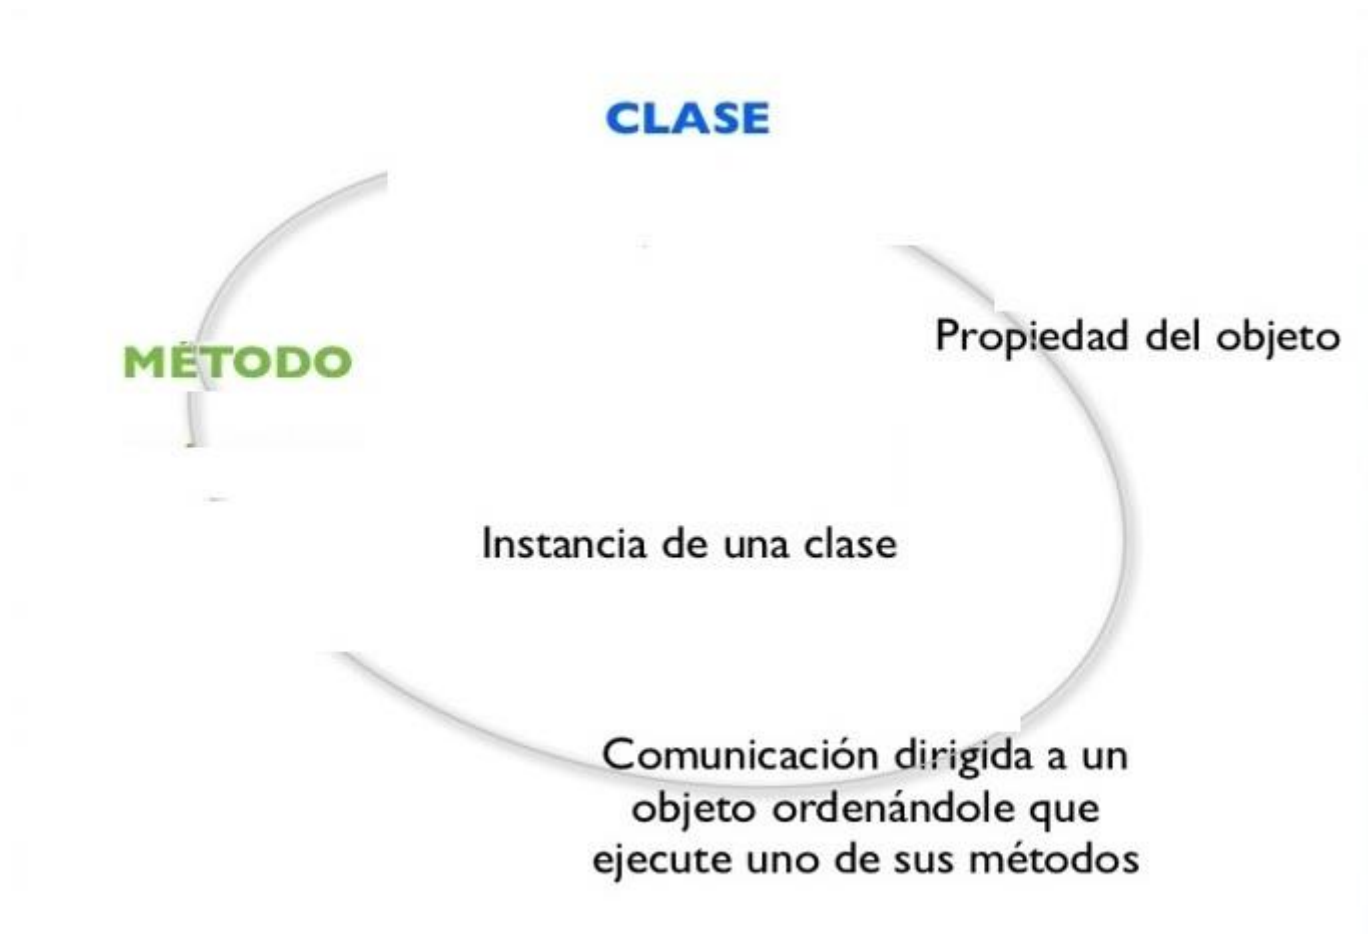 CLASE
Propiedad del objeto
MÉTODO
Instancia de una clase
Comunicación dirigida a un
objeto ordenándole que
ejecute uno de sus métodos